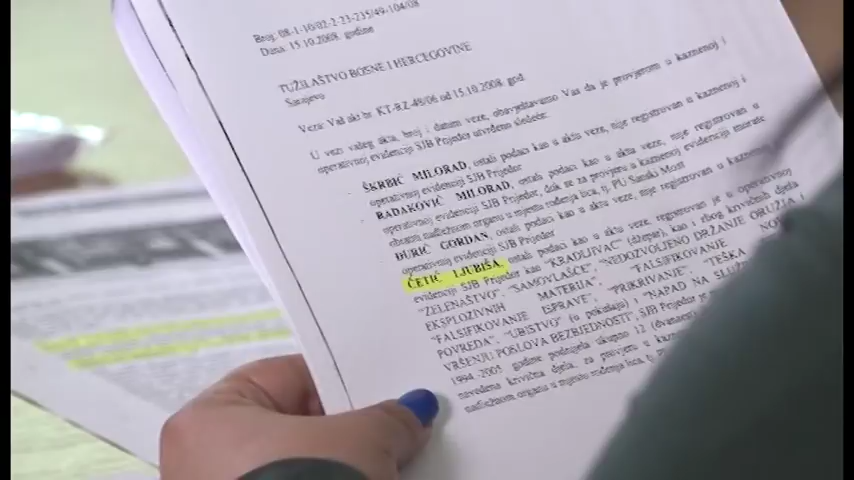 Broj: 08-1-10/02-2-23-235/49-104/08
Dana: 15.10.2008. godine
TUŽILAŠTVO BOSNE I HERCEGOVINE
Sarajevo
Veza: Vaš akt br. KT-RZ-48/06 od 15.10.2008. god.
U vezi vašeg akta, broj i datum veze, obavještavamo Vas da je provjerom u kaznenoj i
operativnoj evidenciji SJB Prijedor utvrđeno sledeće:
ŠKRBIĆ MILORAD, ostali podaci kao u aktu veze, nije registrovan u kaznenoj i
operativnoj evidenciji SJB Prijedor
RADAKOVIĆ MILORAD, ostali podaci kao u aktu veze, nije registrovan u
operativnoj evidenciji SJB Prijedor, dok se za provjeru u kaznenoj evidenciji morate
obratiti nadležnom organu u mjestu rođenja lica, tj. PU Sanski Most
ĐURIĆ GORDAN, ostali podaci kao u aktu veze, nije registrovan u kaznenoj
operativnoj evidenciji SJB Prijedor
ČETIĆ LJUBIŠA, ostali podaci kao u aktu veze, registrovan je u operativnoj
evidenciji SJB Prijedor kao "KRADLJIVAC" (džepar), kao i zbog krivičnih djela
"ZELENAŠTVO", "SAMOVLAŠĆE", "NEDOZVOLJENO DRŽANJE ORUŽJA I
EKSPLOZIVNIH MATERIJA", "FALSIFIKOVANJE
"FALSIFIKOVANJE ISPRAVE", "PRIKRIVANJE", "TEŠKA
POVREDA", "UBISTVO" (u pokušaju) i "NAPAD NA SLUŽ
VRŠENJU POSLOVA BEZBJEDNOSTI", SJB Prijedor je
1994-2005. godine podnijela ukupno 12 (dvanaest)
navedena krivična djela, za provjeru u kaznenoj
nadležnom organu u mjestu rođenja lica, tj.